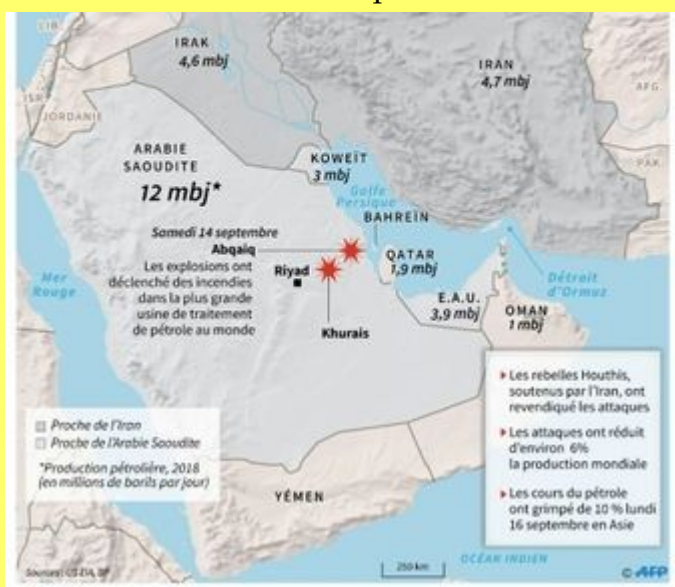 LIB.
ISR.
JORDANIE
IRAK
4,6 mbj
IRAN
4,7 mbj
AFG.
PAK.
ARABIE
SAOUDITE
12 mbj*
KOWEÏT
3 mbj
Golfe
Persique
BAHREÏN
Samedi 14 septembre
Abqaiq
Les explosions ont
déclenché des incendies
dans la plus grande
usine de traitement
de pétrole au monde
Riyad
Khurais
QATAR
1,9 mbj
E.A.U.
3,9 mbj
OMAN
1 mbj
Détroit
d'Ormuz
Mer
Rouge
Les rebelles Houthis,
soutenus par l'Iran, ont
revendiqué les attaques
Les attaques ont réduit
d'environ 6%
la production mondiale
Les cours du pétrole
ont grimpé de 10 % lundi
16 septembre en Asie
Proche de l'Iran
Proche de l'Arabie Saoudite
*Production pétrolière, 2018
(en millions de barils par jour)
YÉMEN
250 km
OCÉAN INDIEN
© AFP